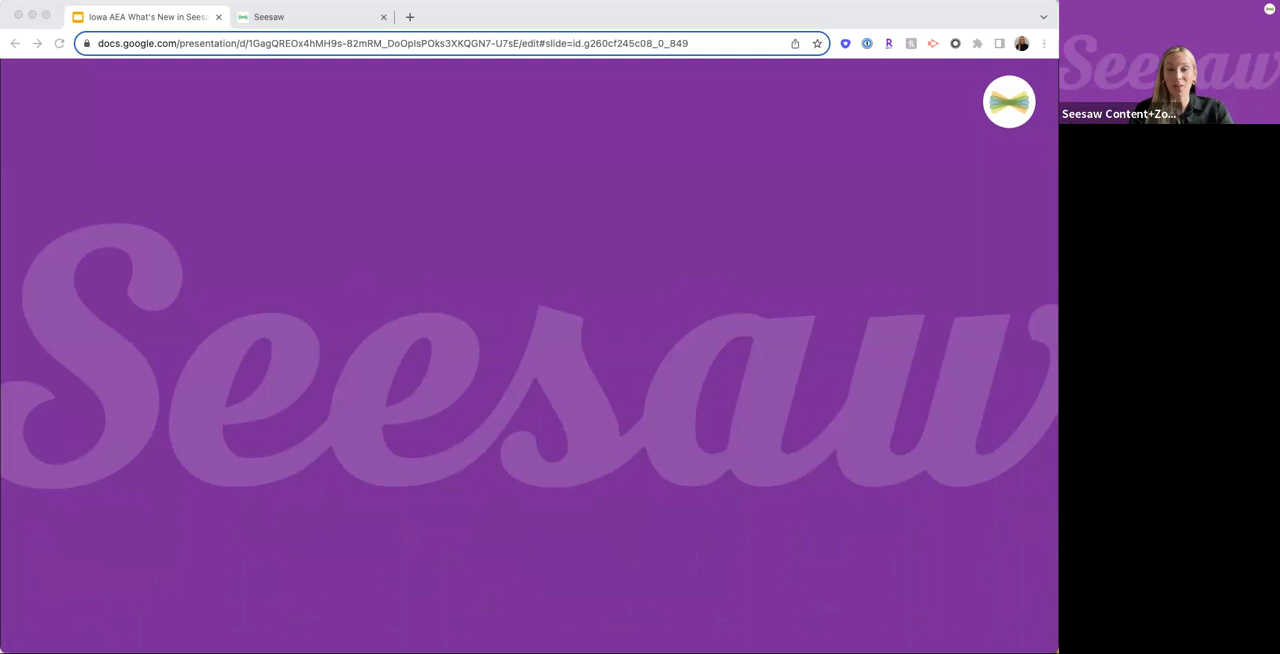 Iowa AEA What's New in Sees
Seesaw
docs.google.com/presentation/d/1GagQREOx4hMH9s-82mRM_DoOpIsPOks3XKQGN7-U7sE/edit#slide=id.g260cf245c08_0_849
R
Seesaw
Seesaw
Seesaw Content+Zo...